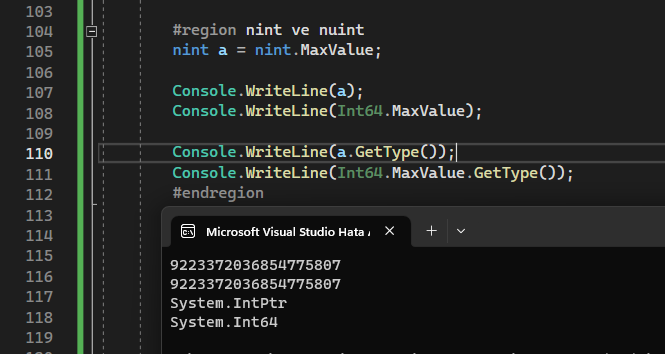 103
104 #region nint ve nuint
105 nint a = nint.MaxValue;
106
107 Console.WriteLine(a);
108 Console.WriteLine(Int64.MaxValue);
109
110 Console.WriteLine(a.GetType());
111 Console.WriteLine(Int64.MaxValue.GetType());
112 #endregion
113
114
115
116
117
118
119
Microsoft Visual Studio Hata
9223372036854775807
9223372036854775807
System.IntPtr
System.Int64